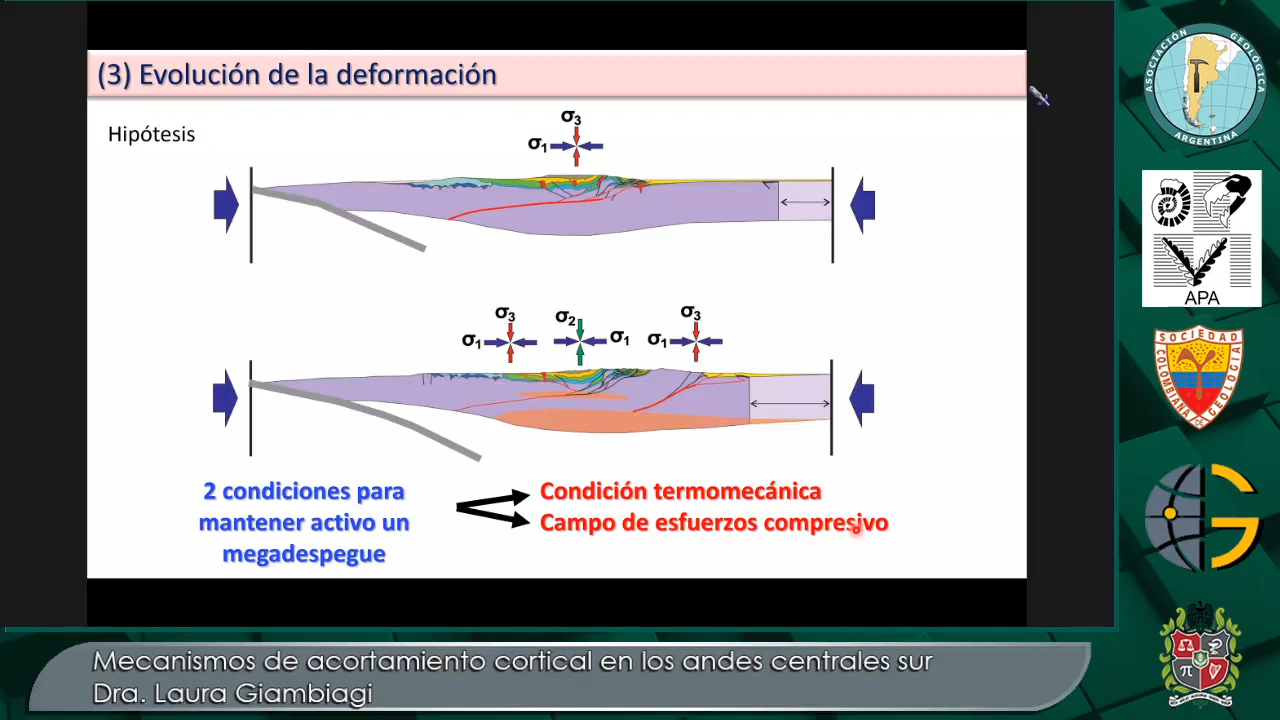 (3) Evolución de la deformación
Hipótesis
σ3
σ1
σ3
σ2
σ3
σ1
σ1
σ1
2 condiciones para
mantener activo un
megadespegue
Condición termomecánica
Campo de esfuerzos compresivo
ASOCIACIÓN GEOLÓGICA
ARGENTINA
APA
SOCIEDAD
COLOMBIANA
DE
GEOLOGIA
G
π
Mecanismos de acortamiento cortical en los andes centrales sur
Dra. Laura Giambiagi